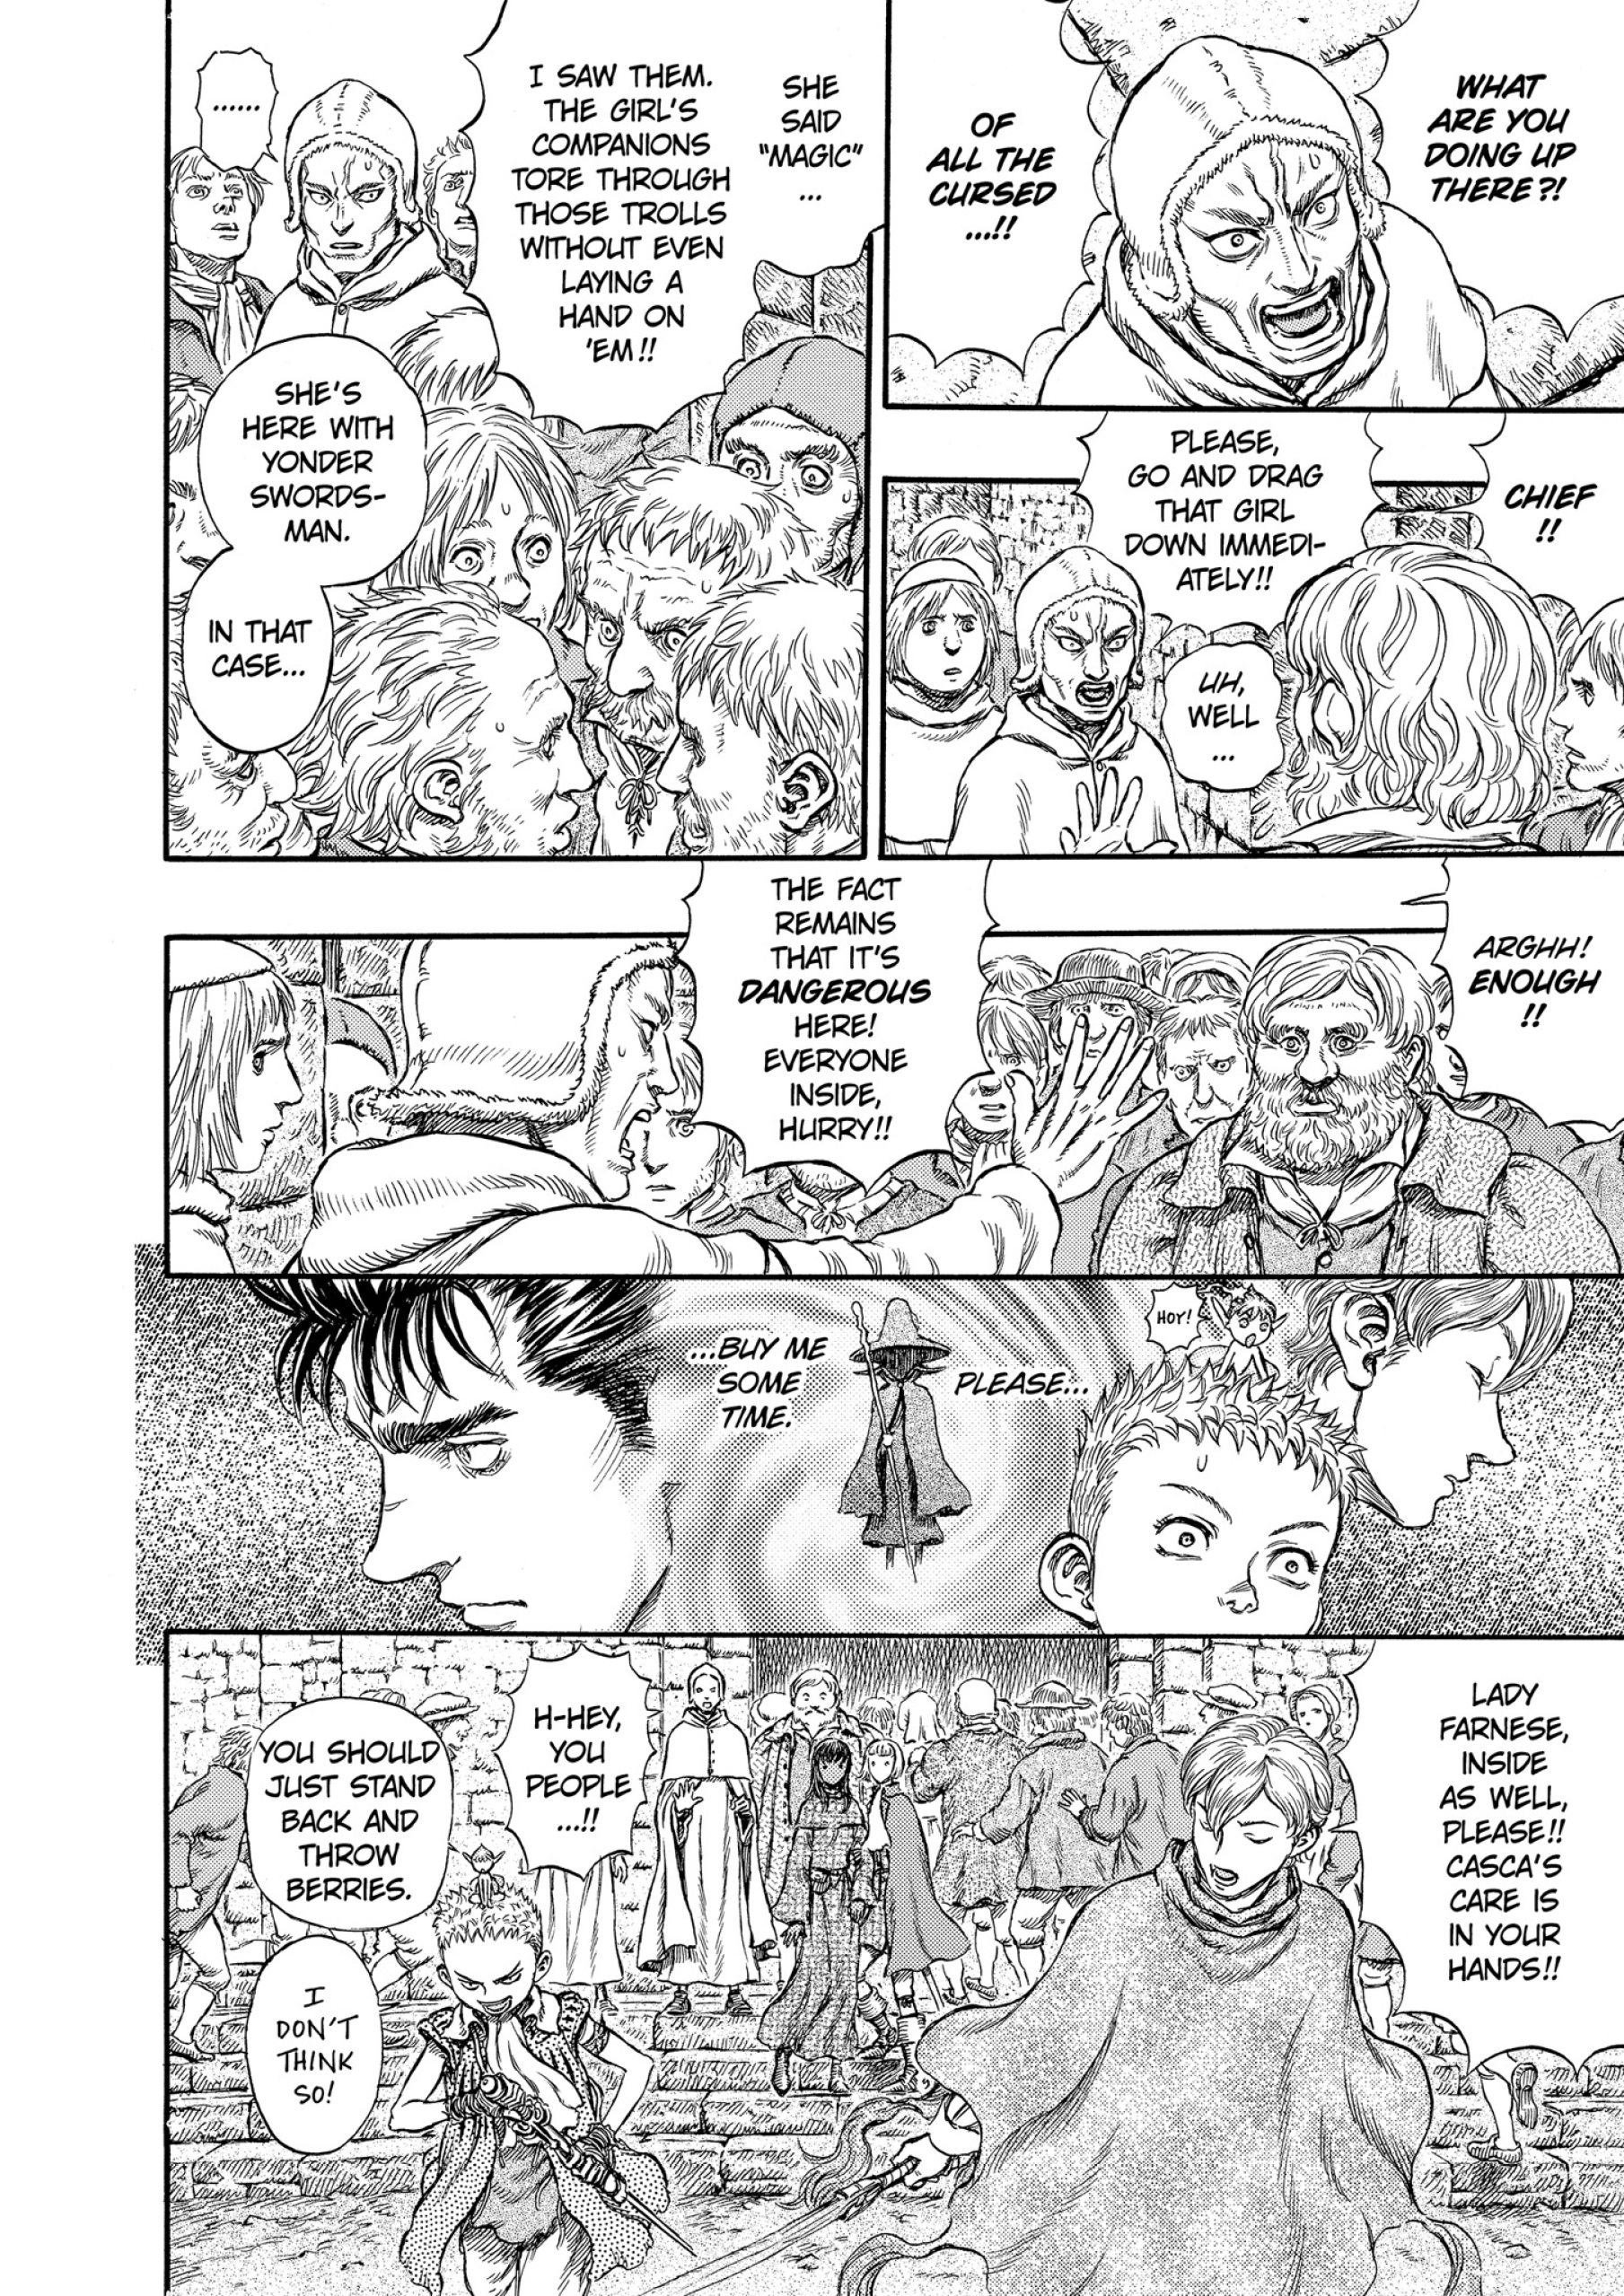 WHAT
ARE YOU
DOING UP
THERE?!
OF
ALL THE
CURSED
...!!
CHIEF
!!
PLEASE,
GO AND DRAG
THAT GIRL
DOWN IMMEDI-
ATELY!!
UH,
WELL
...
SHE
SAID
"MAGIC"
...
I SAW THEM.
THE GIRL'S
COMPANIONS
TORE THROUGH
THOSE TROLLS
WITHOUT EVEN
LAYING A
HAND ON
'EM!!
......
SHE'S
HERE WITH
YONDER
SWORDS-
MAN.
IN THAT
CASE...
ARGHH!
ENOUGH
!!
THE FACT
REMAINS
THAT IT'S
DANGEROUS
HERE!
EVERYONE
INSIDE,
HURRY!!
HOY!
PLEASE...
...BUY ME
SOME
TIME.
LADY
FARNESE,
INSIDE
AS WELL,
PLEASE!!
CASCA'S
CARE IS
IN YOUR
HANDS!!
H-HEY,
YOU
PEOPLE
...!!
YOU SHOULD
JUST STAND
BACK AND
THROW
BERRIES.
I
DON'T
THINK
SO!